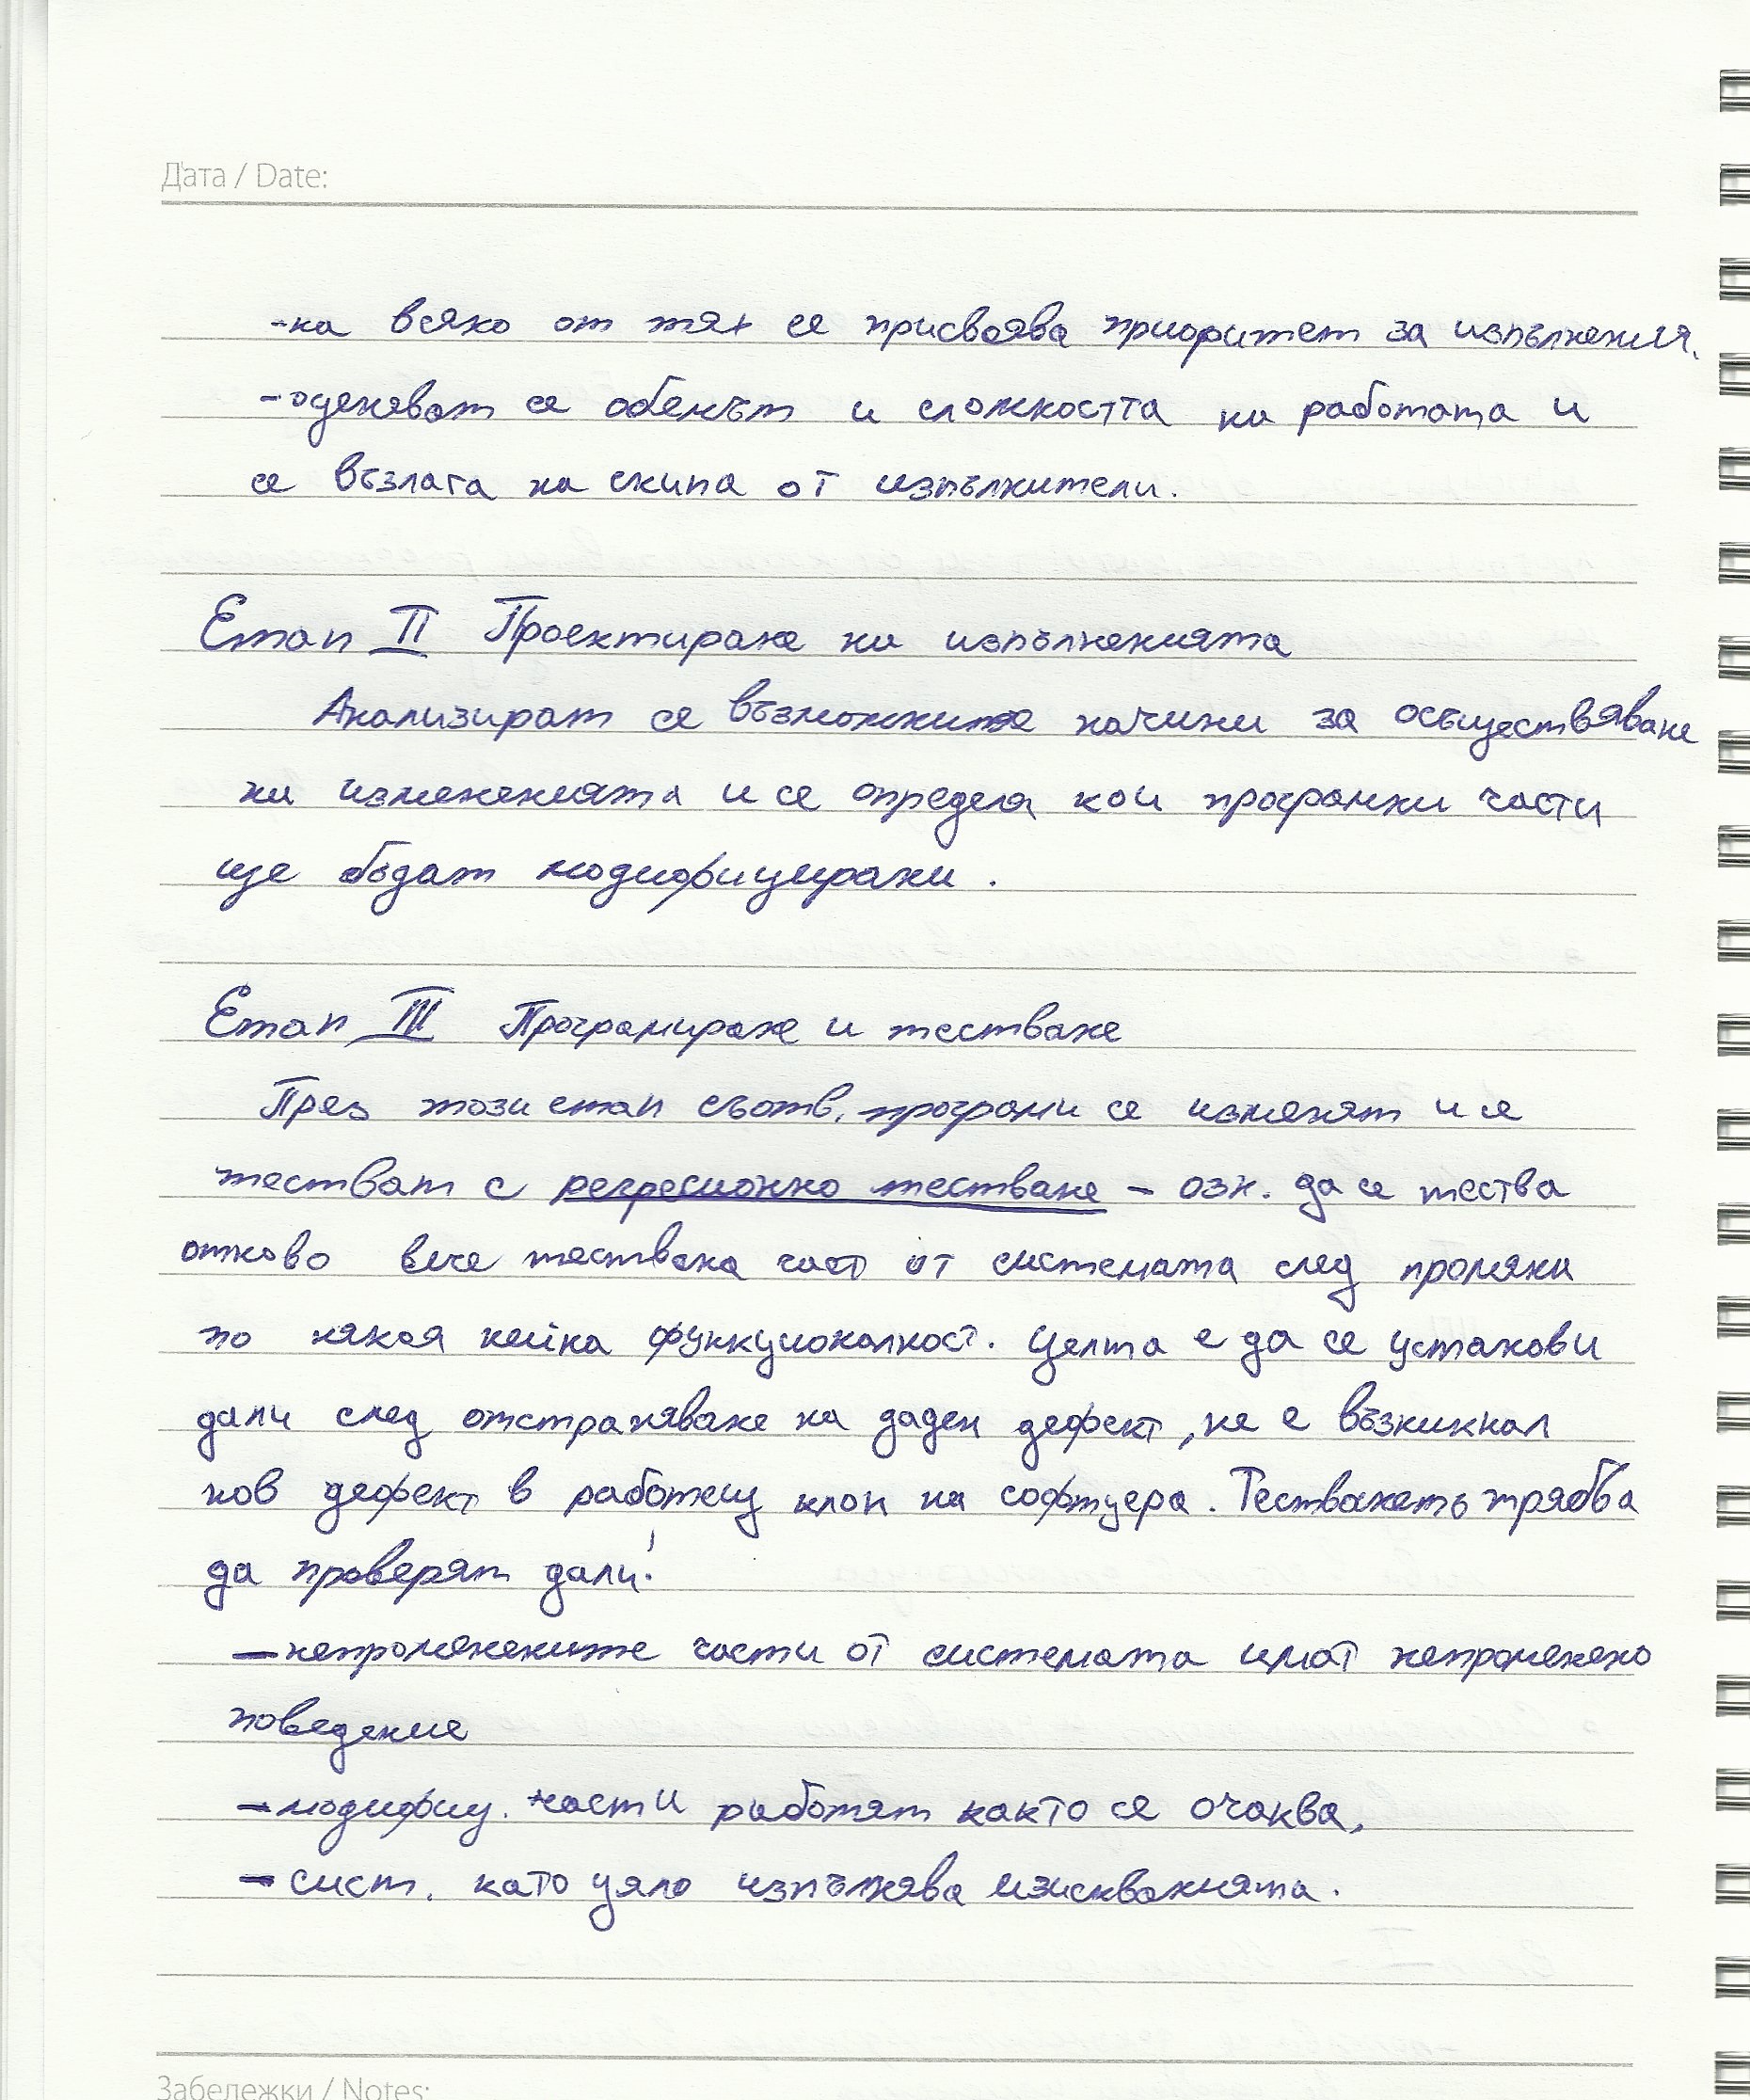 Дата / Date:
-на всяко от тях се присвоява приоритет за изпълнения.
-оценяват се обемът и сложността на работата и
се възлага на екипа от изпълнители.
Етап II Проектиране на изпълненията
Анализират се възможните начини за осъществяване
на измененията и се определя кои програмни части
ще бъдат модифицирани.
Етап III Програмиране и тестване
През този етап съотв. програми се изменят и се
тестват с регресионно тестване - озн. да се тества
отново вече тествана част от системата след промяна
по някоя нейна функционалност. Целта е да се установи
дали след отстраняване на даден дефект, не е възникнал
нов дефект в работещ клон на софтуера. Тестването трябва
да проверят дали:
- непроменените части от системата имат непроменено
поведение
- модифиц. части работят както се очаква,
- сист. като цяло изпълнява изискванията.
Забележки / Notes: